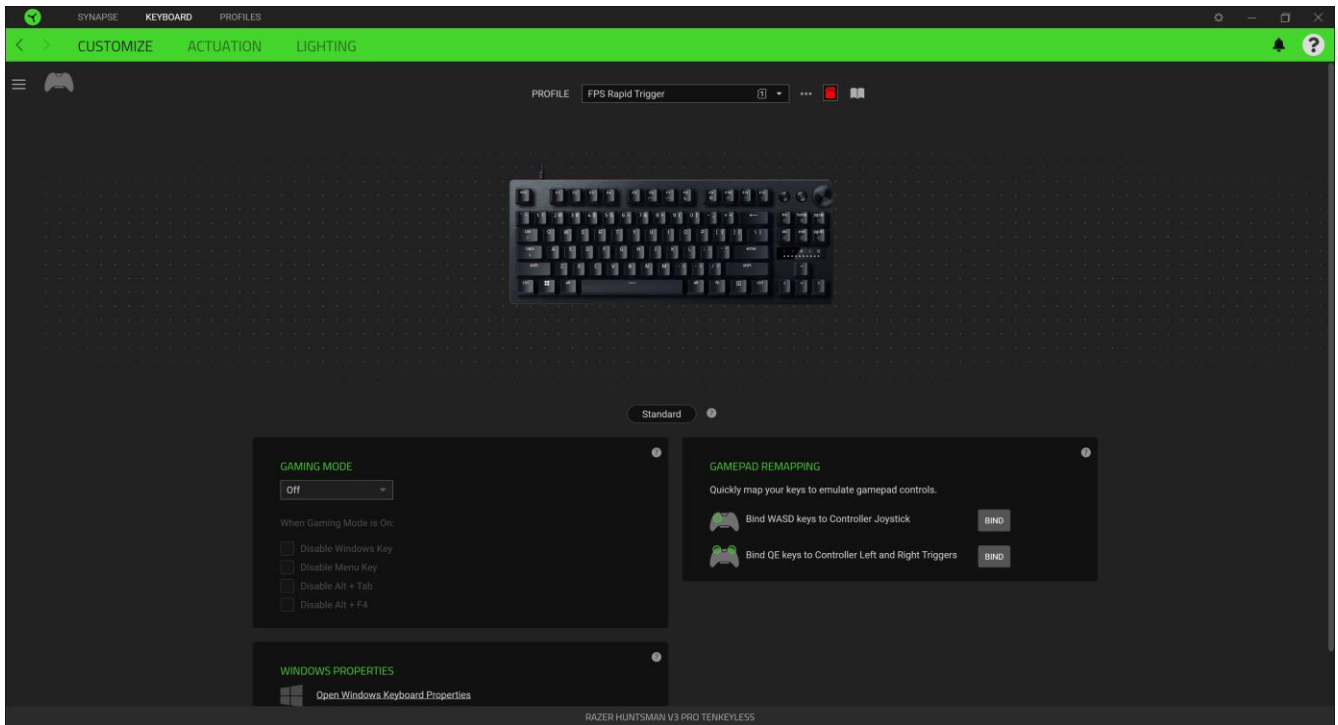 SYNAPSE KEYBOARD PROFILES
CUSTOMIZE ACTUATION LIGHTING
PROFILE FPS Rapid Trigger 1
Standard
GAMING MODE
Off
When Gaming Mode is On:
Disable Windows Key
Disable Menu Key
Disable Alt + Tab
Disable Alt + F4
GAMEPAD REMAPPING
Quickly map your keys to emulate gamepad controls.
Bind WASD keys to Controller Joystick BIND
Bind QE keys to Controller Left and Right Triggers BIND
WINDOWS PROPERTIES
Open Windows Keyboard Properties
RAZER HUNTSMAN V3 PRO TENKEYLESS